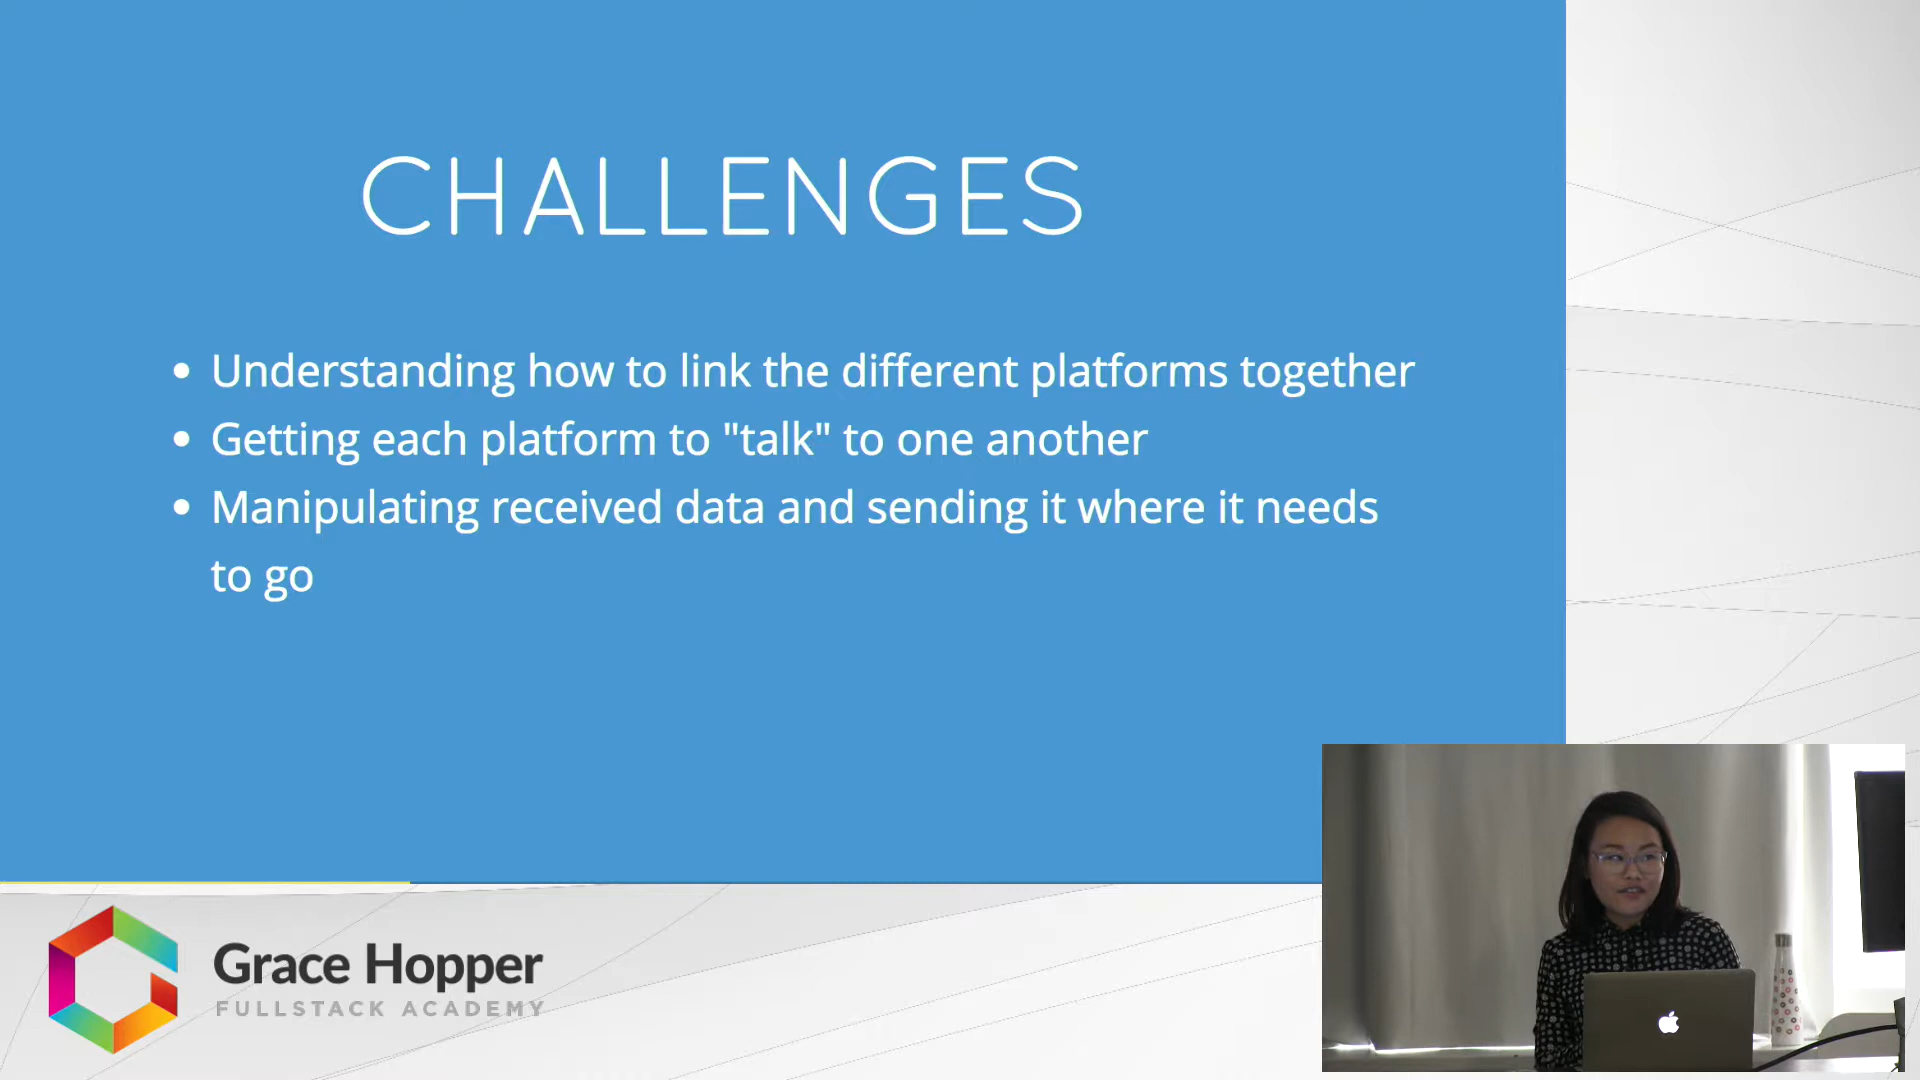 CHALLENGES
• Understanding how to link the different platforms together
• Getting each platform to "talk" to one another
• Manipulating received data and sending it where it needs
to go
Grace Hopper
FULLSTACK ACADEMY